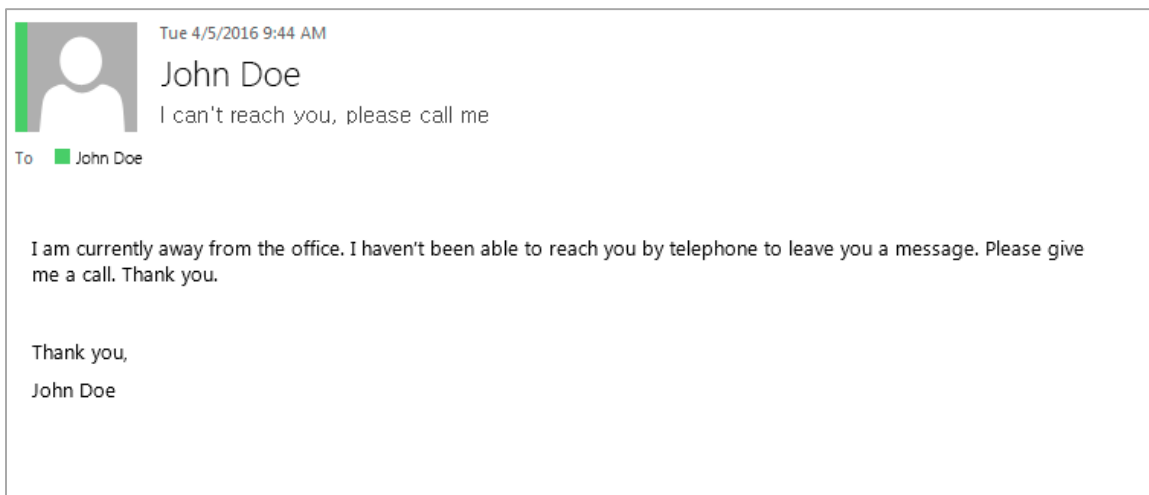 Tue 4/5/2016 9:44 AM
John Doe
I can't reach you, please call me
To John Doe
I am currently away from the office. I haven't been able to reach you by telephone to leave you a message. Please give
me a call. Thank you.
Thank you,
John Doe